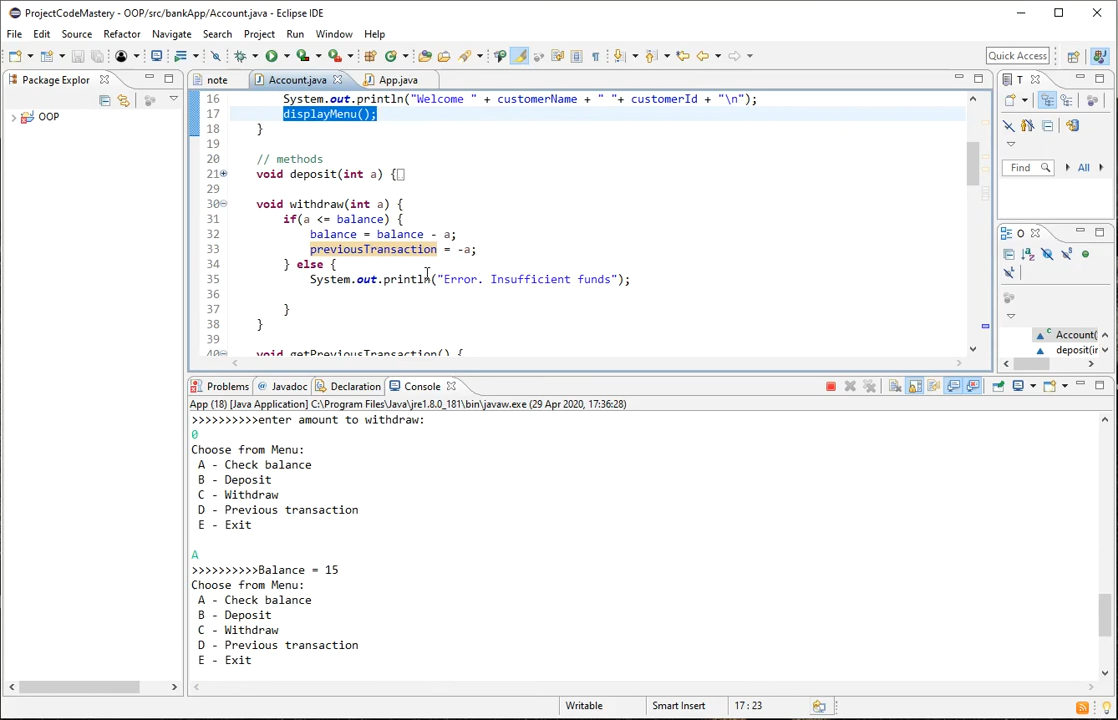 ProjectCodeMastery - OOP/src/bankApp/Account.java - Eclipse IDE
File Edit Source Refactor Navigate Search Project Run Window Help
Quick Access
Package Explor
OOP
note Account.java App.java
16 System.out.println("Welcome " + customerName + " "+ customerId + "\n");
17 displayMenu();
18 }
19
20 // methods
21 void deposit(int a) {
29
30 void withdraw(int a) {
31 if(a <= balance) {
32 balance = balance - a;
33 previousTransaction = -a;
34 } else {
35 System.out.println("Error. Insufficient funds");
36
37 }
38 }
39
40 void getPreviousTransaction() {
T
Find All
O
Account(
deposit(in
Problems Javadoc Declaration Console
App (18) [Java Application] C:\Program Files\Java\jre1.8.0_181\bin\javaw.exe (29 Apr 2020, 17:36:28)
>>>>>>>>>>enter amount to withdraw:
0
Choose from Menu:
A - Check balance
B - Deposit
C - Withdraw
D - Previous transaction
E - Exit
A
>>>>>>>>>>Balance = 15
Choose from Menu:
A - Check balance
B - Deposit
C - Withdraw
D - Previous transaction
E - Exit
Writable Smart Insert 17 : 23